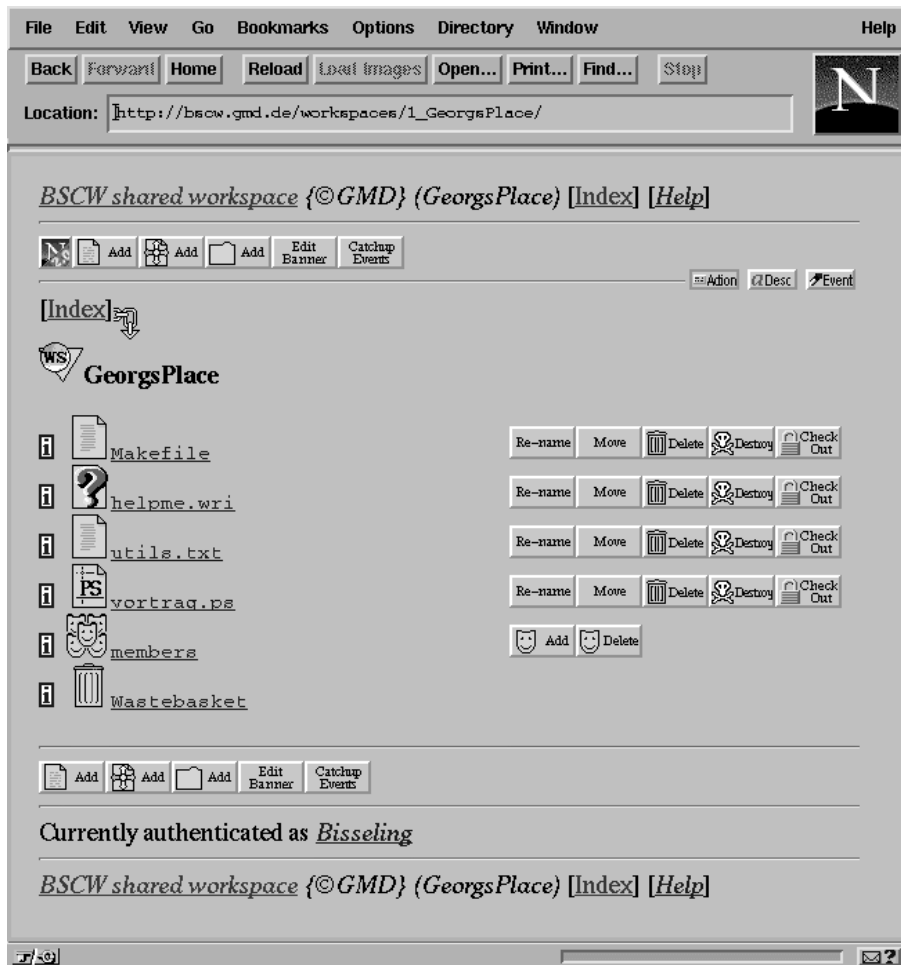 File Edit View Go Bookmarks Options Directory Window Help
Back Forward Home Reload Load Images Open... Print... Find... Stop
N
Location: http://bscw.gmd.de/workspaces/1_GeorgsPlace/
BSCW shared workspace {©GMD} (GeorgsPlace) [Index] [Help]
Add Add Add Edit Banner Catchup Events
Action Desc Event
[Index]
WS GeorgsPlace
i Makefile Re-name Move Delete Destroy Check Out
i ? helpme.wri Re-name Move Delete Destroy Check Out
i utils.txt Re-name Move Delete Destroy Check Out
i PS vortrag.ps Re-name Move Delete Destroy Check Out
i members Add Delete
i Wastebasket
Add Add Add Edit Banner Catchup Events
Currently authenticated as Bisseling
BSCW shared workspace {©GMD} (GeorgsPlace) [Index] [Help]
?